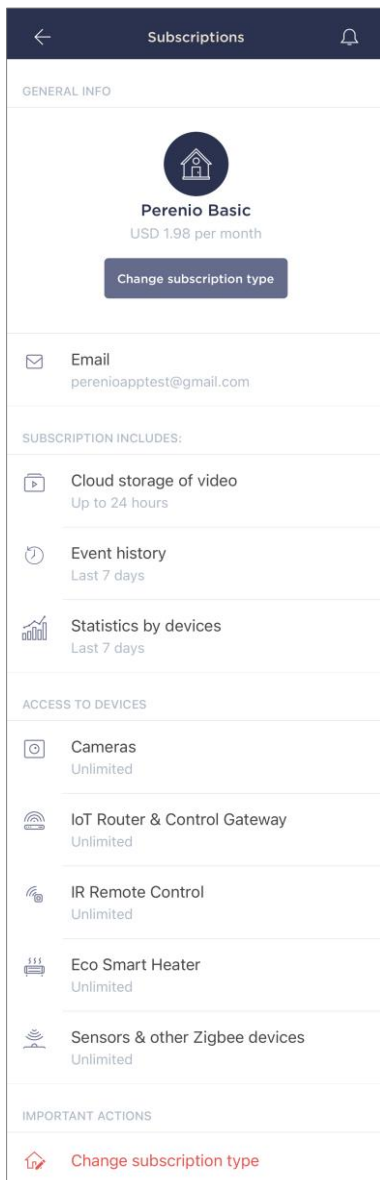 Subscriptions
GENERAL INFO
Perenio Basic
USD 1.98 per month
Change subscription type
Email
perenioapptest@gmail.com
SUBSCRIPTION INCLUDES:
Cloud storage of video
Up to 24 hours
Event history
Last 7 days
Statistics by devices
Last 7 days
ACCESS TO DEVICES
Cameras
Unlimited
IoT Router & Control Gateway
Unlimited
IR Remote Control
Unlimited
Eco Smart Heater
Unlimited
Sensors & other Zigbee devices
Unlimited
IMPORTANT ACTIONS
Change subscription type